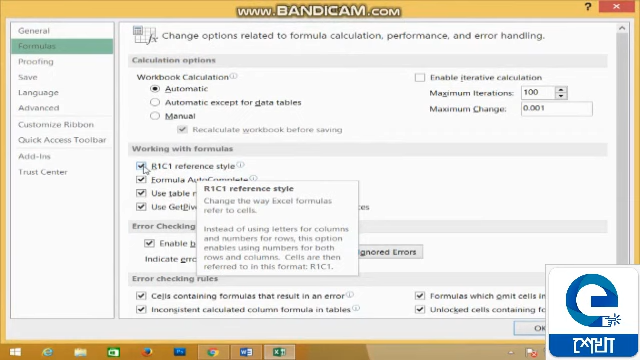 www.BANDICAM.com
General
Formulas
Proofing
Save
Language
Advanced
Customize Ribbon
Quick Access Toolbar
Add-Ins
Trust Center
Change options related to formula calculation, performance, and error handling.
Calculation options
Workbook Calculation
Automatic
Automatic except for data tables
Manual
Recalculate workbook before saving
Enable iterative calculation
Maximum Iterations: 100
Maximum Change: 0.001
Working with formulas
R1C1 reference style
Formula AutoComplete
Use table n
Use GetPiv
ces
R1C1 reference style
Change the way Excel formulas
refer to cells.
Instead of using letters for columns
and numbers for rows, this option
enables using numbers for both
rows and columns. Cells are then
referred to in this format: R1C1.
Error Checking
Enable b
Indicate erro
Ignored Errors
Error checking rules
Cells containing formulas that result in an error
Inconsistent calculated column formula in tables
Formulas which omit cells in
Unlocked cells containing fo
OK
শেখা